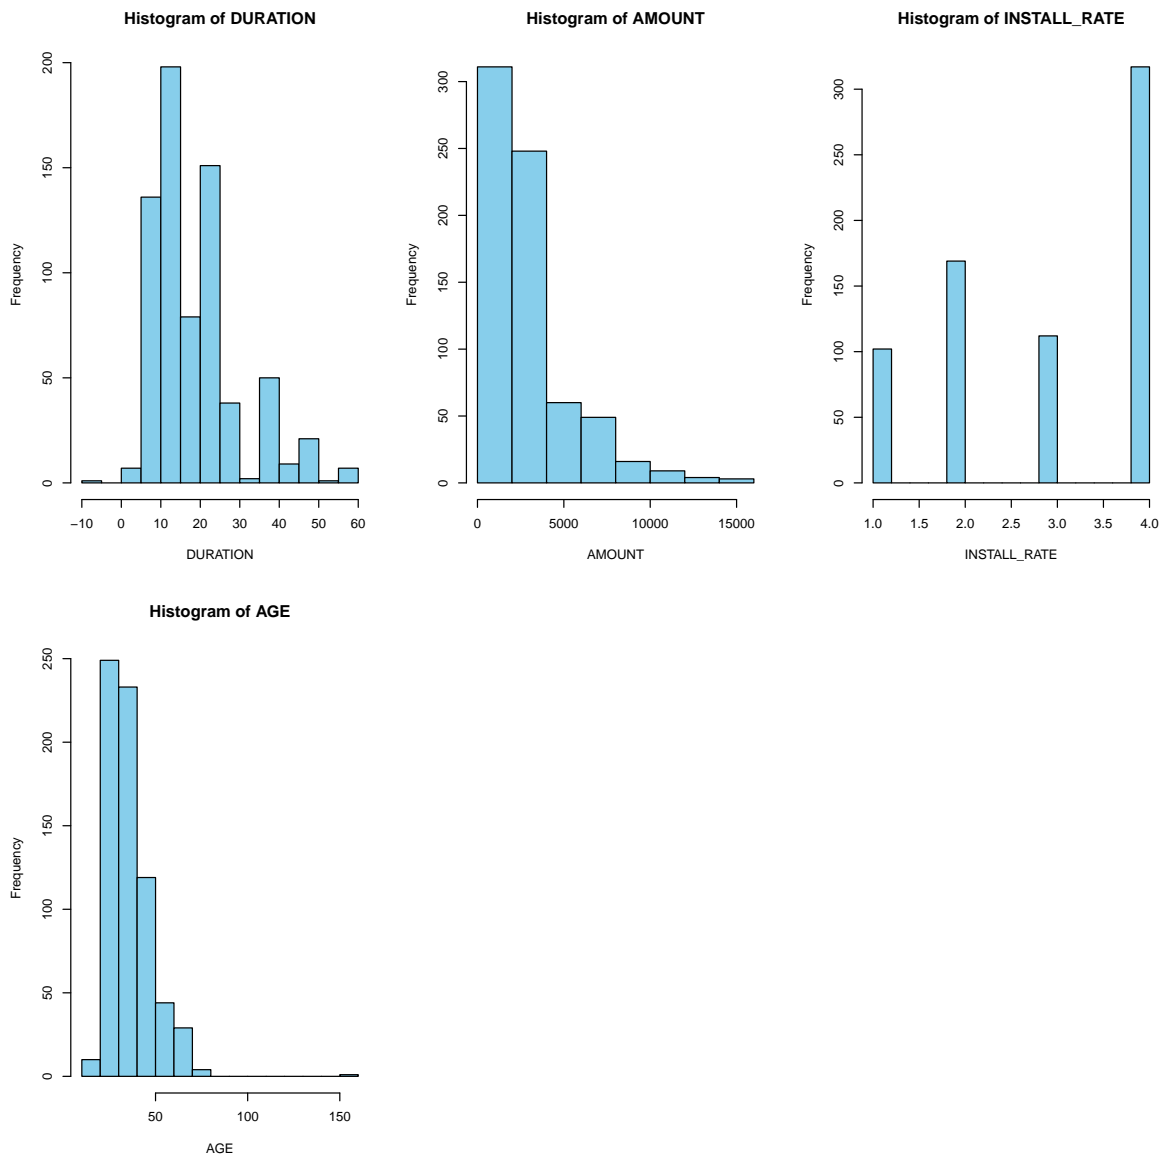 Histogram of DURATION
Frequency
0
50
100
150
200
−10 0 10 20 30 40 50 60
DURATION
Histogram of AMOUNT
Frequency
0
50
100
150
200
250
300
0 5000 10000 15000
AMOUNT
Histogram of INSTALL_RATE
Frequency
0
50
100
150
200
250
300
1.0 1.5 2.0 2.5 3.0 3.5 4.0
INSTALL_RATE
Histogram of AGE
Frequency
0
50
100
150
200
250
50 100 150
AGE